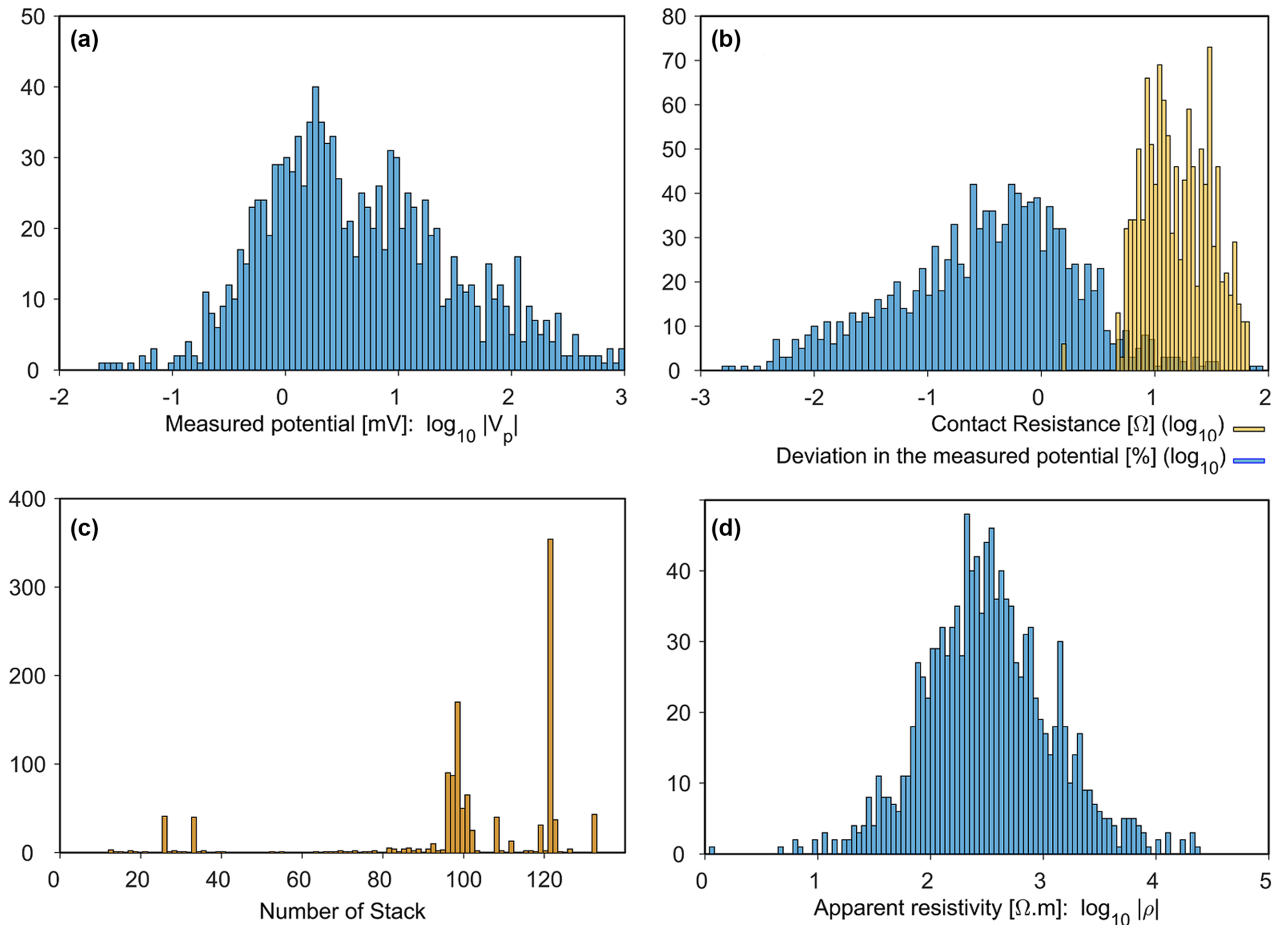 (a)
50
40
30
20
10
0
-2 -1 0 1 2 3
Measured potential [mV]: log10 |Vp|
(b)
80
70
60
50
40
30
20
10
0
-3 -2 -1 0 1 2
Contact Resistance [Ω] (log10)
Deviation in the measured potential [%] (log10)
(c)
400
300
200
100
0
0 20 40 60 80 100 120
Number of Stack
(d)
40
30
20
10
0
0 1 2 3 4 5
Apparent resistivity [Ω.m]: log10 |ρ|